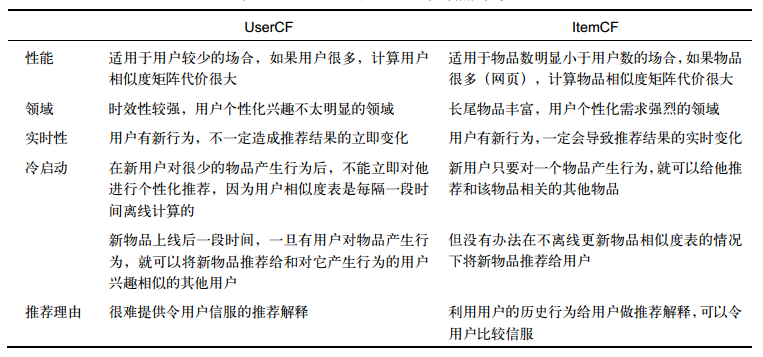 UserCF ItemCF
性能 适用于用户较少的场合，如果用户很多，计算用户 适用于物品数明显小于用户数的场合，如果物品
相似度矩阵代价很大 很多（网页），计算物品相似度矩阵代价很大
领域 时效性较强，用户个性化兴趣不太明显的领域 长尾物品丰富，用户个性化需求强烈的领域
实时性 用户有新行为，不一定造成推荐结果的立即变化 用户有新行为，一定会导致推荐结果的实时变化
冷启动 在新用户对很少的物品产生行为后，不能立即对他 新用户只要对一个物品产生行为，就可以给他推
进行个性化推荐，因为用户相似度表是每隔一段时 荐和该物品相关的其他物品
间离线计算的
新物品上线后一段时间，一旦有用户对物品产生行 但没有办法在不离线更新物品相似度表的情况
为，就可以将新物品推荐给和对它产生行为的用户 下将新物品推荐给用户
兴趣相似的其他用户
推荐理由 很难提供令用户信服的推荐解释 利用用户的历史行为给用户做推荐解释，可以令
用户比较信服